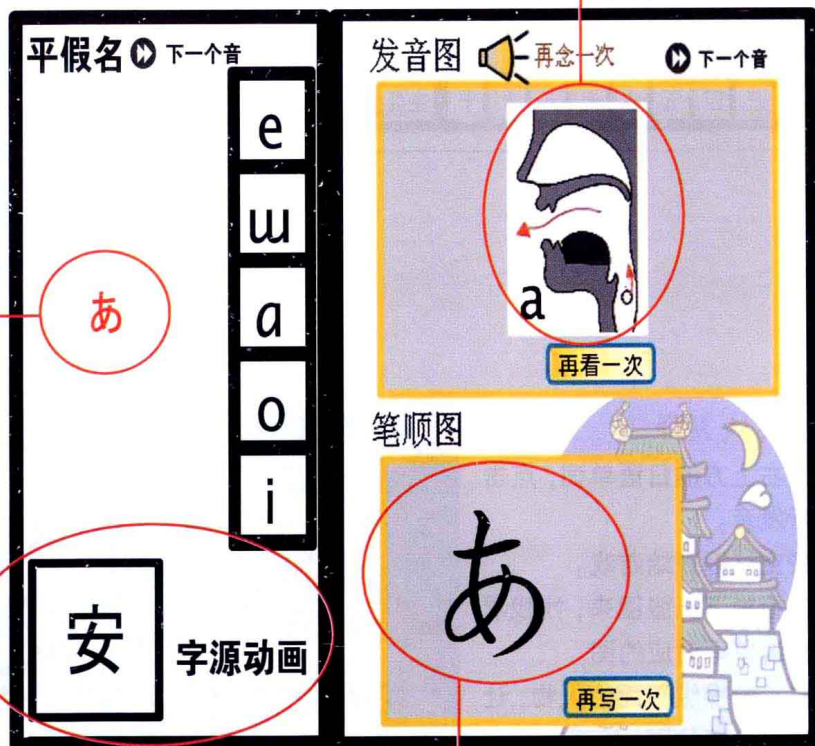 平假名 下一个音
e
ɯ
a
o
i
あ
安
字源动画
发音图 再念一次 下一个音
a
再看一次
笔顺图
あ
再写一次